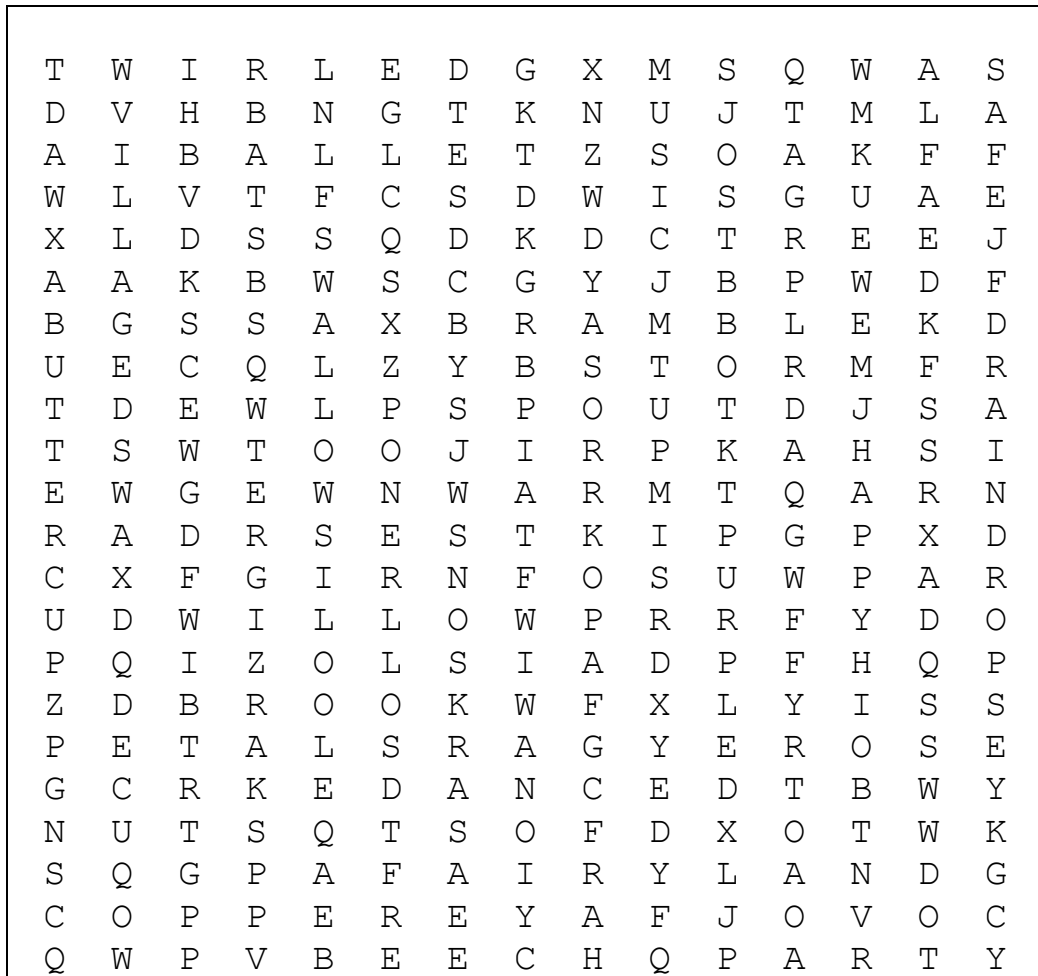 T W I R L E D G X M S Q W A S
D V H B N G T K N U J T M L A
A I B A L L E T Z S O A K F F
W L V T F C S D W I S G U A E
X L D S S Q D K D C T R E E J
A A K B W S C G Y J B P W D F
B G S S A X B R A M B L E K D
U E C Q L Z Y B S T O R M F R
T D E W L P S P O U T D J S A
T S W T O O J I R P K A H S I
E W G E W N W A R M T Q A R N
R A D R S E S T K I P G P X D
C X F G I R N F O S U W P A R
U D W I L L O W P R R F Y D O
P Q I Z O L S I A D P F H Q P
Z D B R O O K W F X L Y I S S
P E T A L S R A G Y E R O S E
G C R K E D A N C E D T B W Y
N U T S Q T S O F D X O T W K
S Q G P A F A I R Y L A N D G
C O P P E R E Y A F J O V O C
Q W P V B E E C H Q P A R T Y